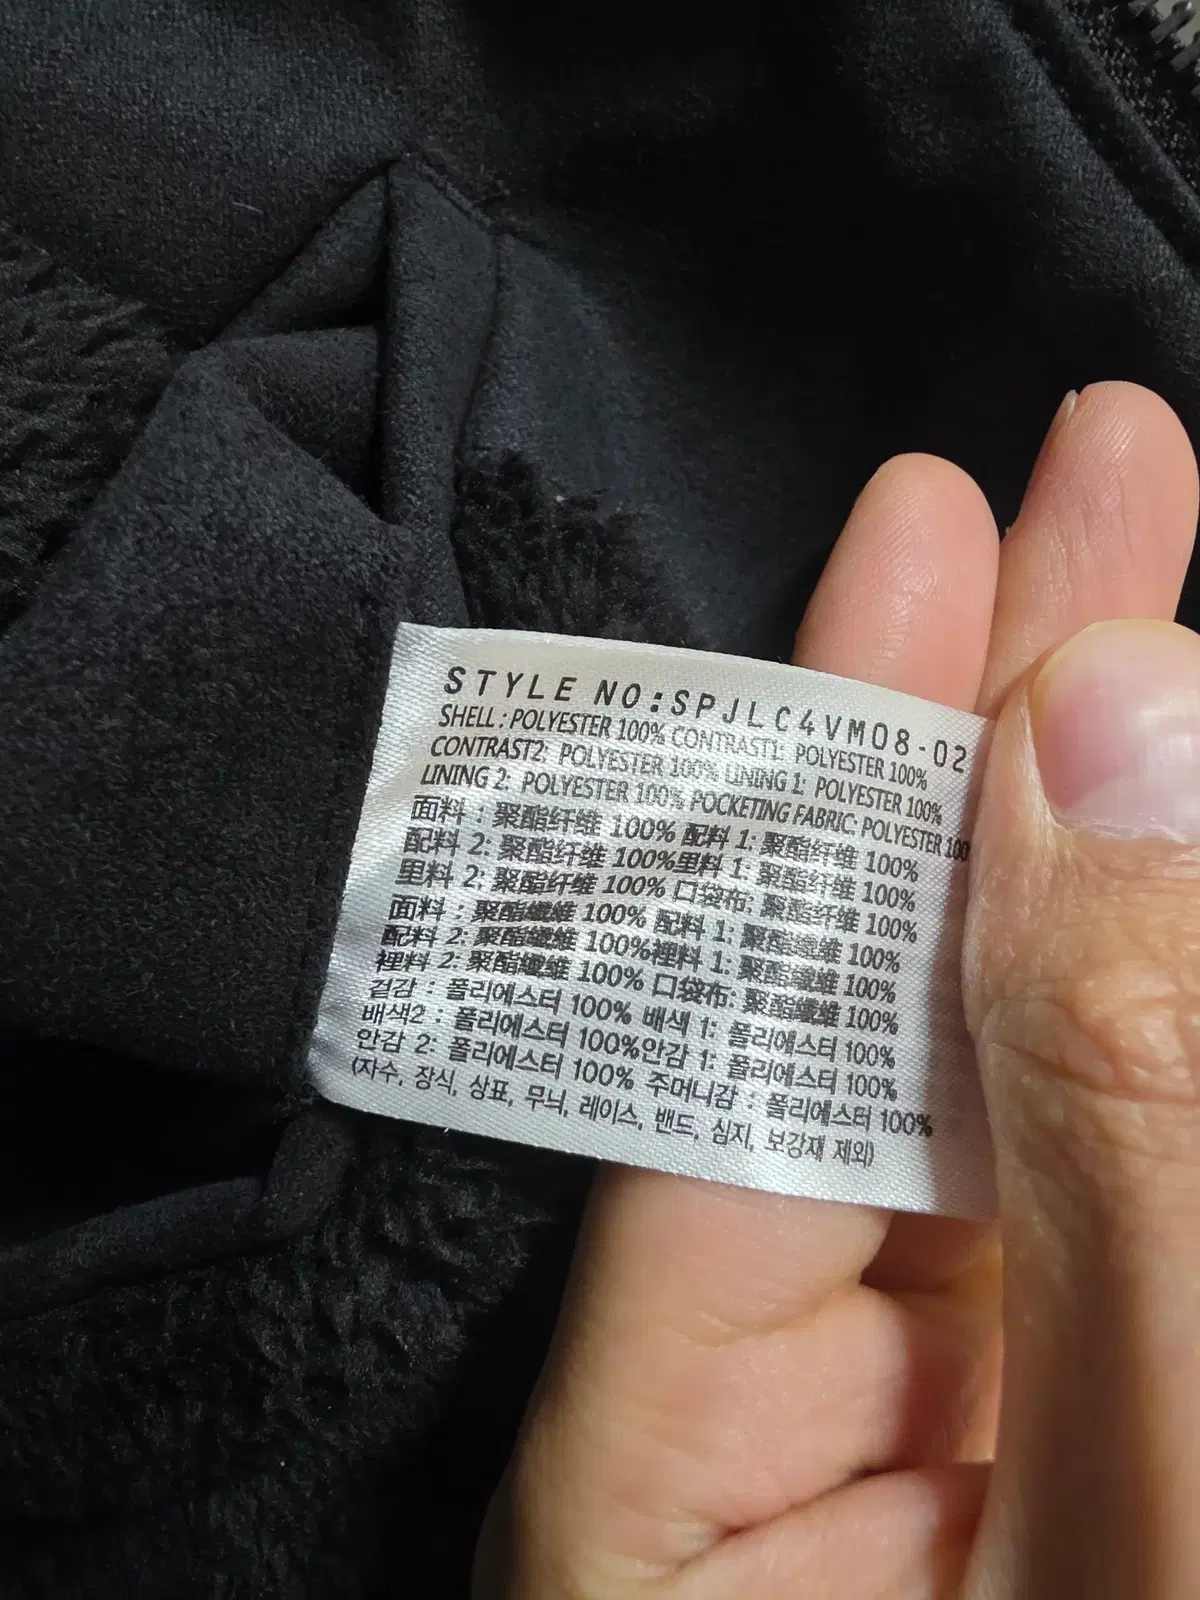 STYLE NO:SPJLC4VM08-02
SHELL : POLYESTER 100% CONTRAST1: POLYESTER 100%
CONTRAST2: POLYESTER 100% LINING 1: POLYESTER 100%
LINING 2: POLYESTER 100% POCKETING FABRIC: POLYESTER 100
面料 : 聚酯纤维 100% 配料 1: 聚酯纤维 100%
配料 2: 聚酯纤维 100%里料 1: 聚酯纤维 100%
里料 2: 聚酯纤维 100% 口袋布: 聚酯纤维 100%
面料 : 聚酯纖維 100% 配料 1: 聚酯纖維 100%
配料 2: 聚酯纖維 100%裡料 1: 聚酯纖維 100%
裡料 2: 聚酯纖維 100% 口袋布: 聚酯纖維 100%
겉감 : 폴리에스터 100% 배색 1: 폴리에스터 100%
배색2 : 폴리에스터 100%안감 1: 폴리에스터 100%
안감 2: 폴리에스터 100% 주머니감 : 폴리에스터 100%
(자수, 장식, 상표, 무늬, 레이스, 밴드, 심지, 보강재 제외)